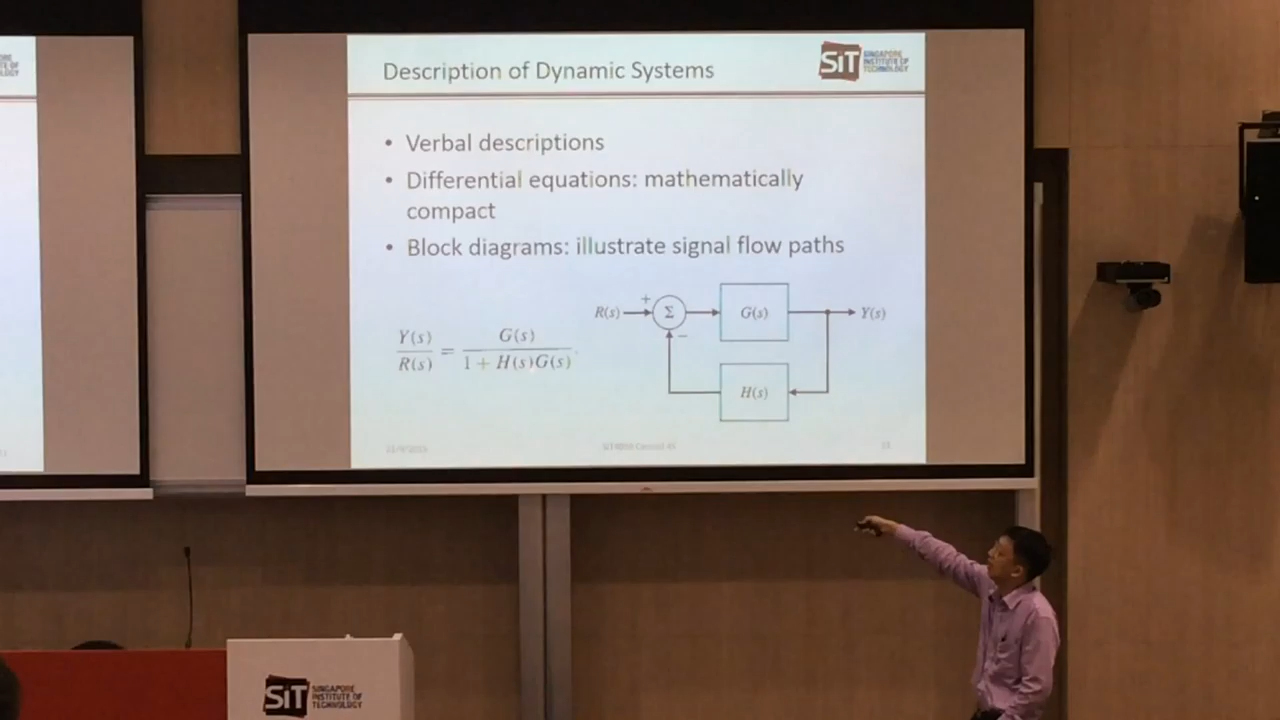 Description of Dynamic Systems
SiT SINGAPORE
INSTITUTE OF
TECHNOLOGY
• Verbal descriptions
• Differential equations: mathematically
compact
• Block diagrams: illustrate signal flow paths
Y(s)/R(s) = G(s)/(1 + H(s)G(s))
R(s) + Σ G(s) Y(s)
−
H(s)
SiT SINGAPORE
INSTITUTE OF
TECHNOLOGY